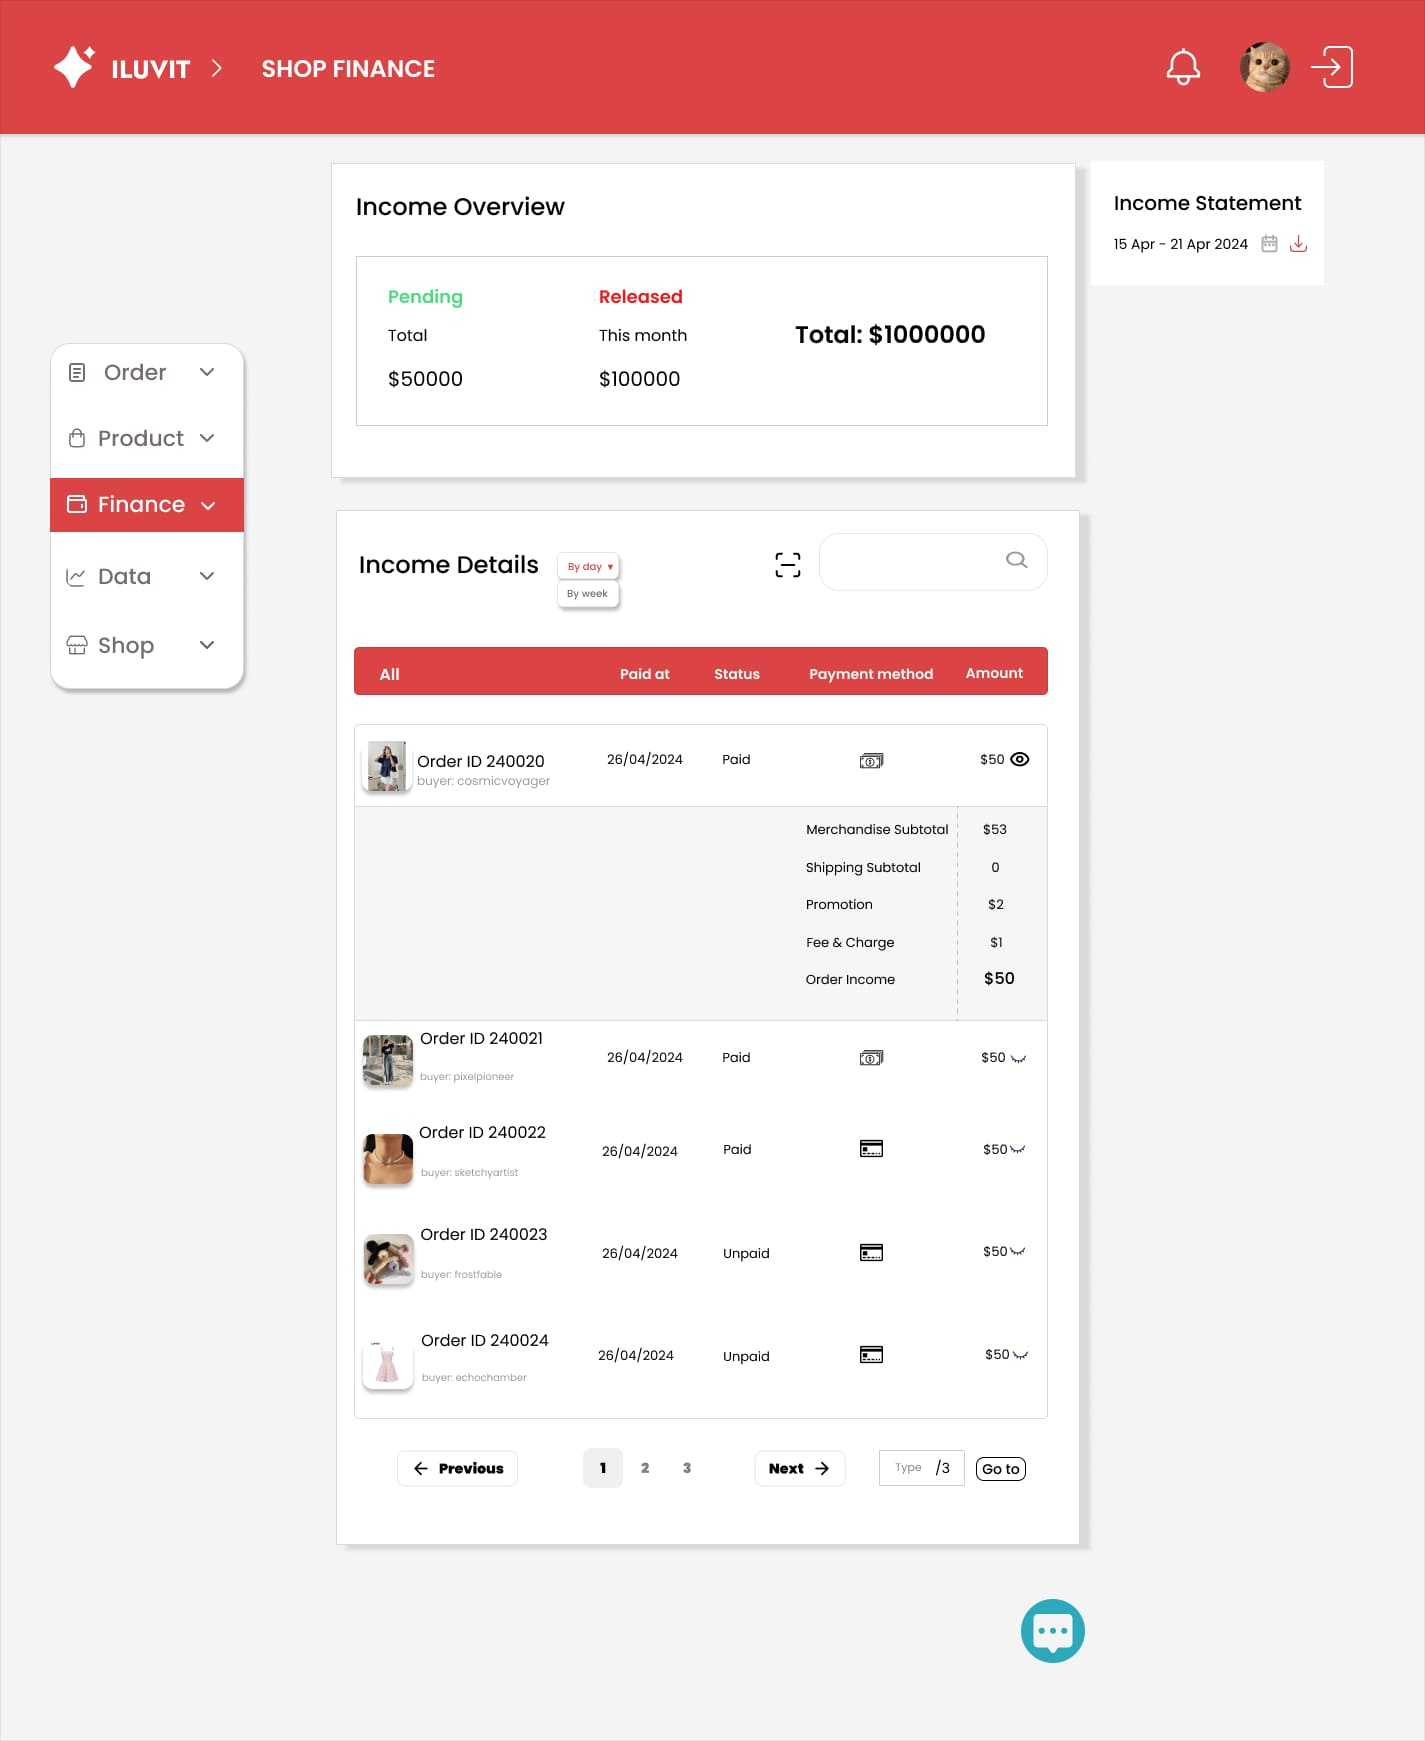 ILUVIT
SHOP FINANCE
Income Overview
Pending
Released
Total
This month
Total: $1000000
$50000
$100000
Income Statement
15 Apr - 21 Apr 2024
Order
Product
Finance
Data
Shop
Income Details
By day
By week
All
Paid at
Status
Payment method
Amount
Order ID 240020
buyer: cosmicvoyager
26/04/2024
Paid
$50
Merchandise Subtotal
$53
Shipping Subtotal
0
Promotion
$2
Fee & Charge
$1
Order Income
$50
Order ID 240021
buyer: pixelpioneer
26/04/2024
Paid
$50
Order ID 240022
buyer: sketchyartist
26/04/2024
Paid
$50
Order ID 240023
buyer: frostfable
26/04/2024
Unpaid
$50
Order ID 240024
buyer: echochamber
26/04/2024
Unpaid
$50
Previous
1
2
3
Next
Type
/3
Go to